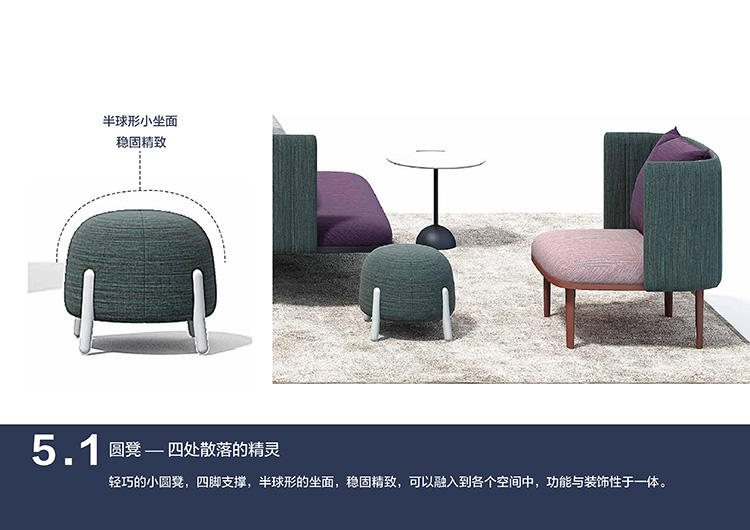 半球形小坐面
稳固精致
5.1 圆凳 — 四处散落的精灵
轻巧的小圆凳，四脚支撑，半球形的坐面，稳固精致，可以融入到各个空间中，功能与装饰性于一体。